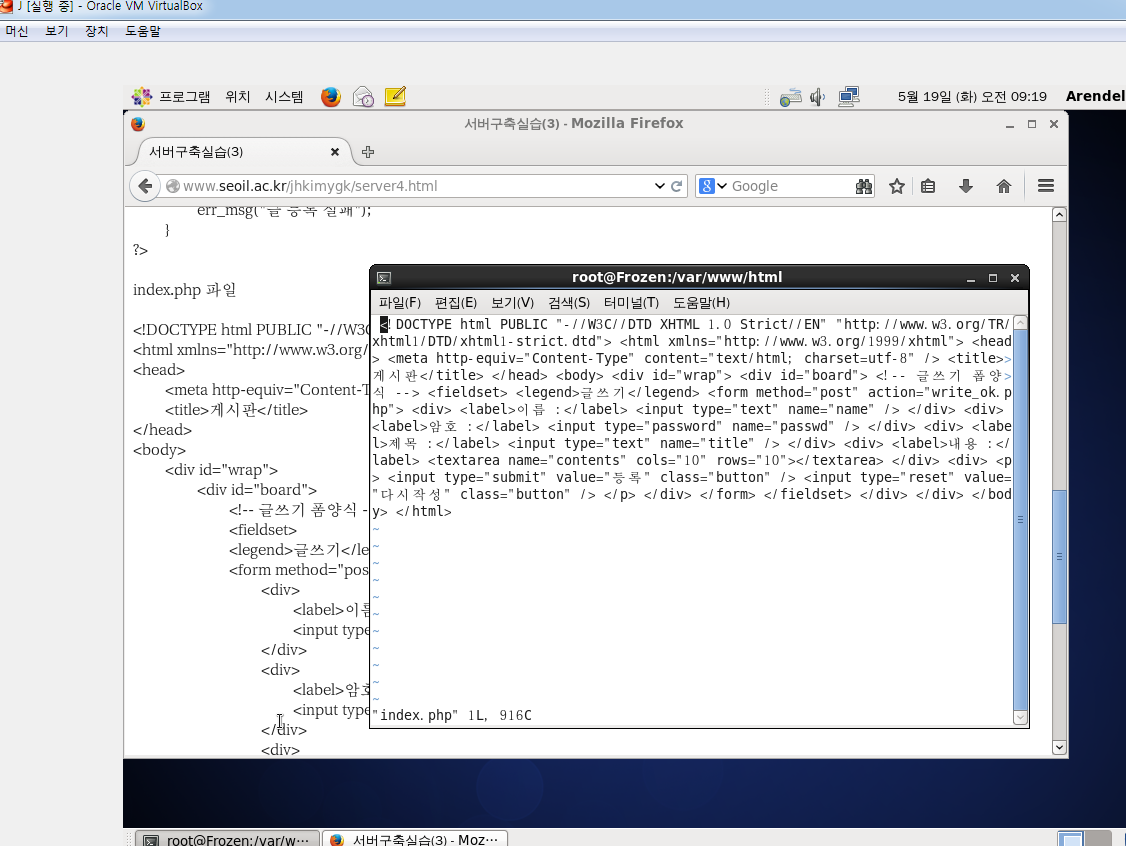 J [실행 중] - Oracle VM VirtualBox
머신 보기 장치 도움말
프로그램 위치 시스템 5월 19일 (화) 오전 09:19 Arendel
서버구축실습(3) - Mozilla Firefox
서버구축실습(3)
www.seoil.ac.kr/jhkimygk/server4.html Google
err_msg("글 등록 실패");
}
?>
index.php 파일
<!DOCTYPE html PUBLIC "-//W3C
<html xmlns="http://www.w3.org/
<head>
<meta http-equiv="Content-T
<title>게시판</title>
</head>
<body>
<div id="wrap">
<div id="board">
<!-- 글쓰기 폼양식 -
<fieldset>
<legend>글쓰기</le
<form method="pos
<div>
<label>이름
<input type
</div>
<div>
<label>암호
<input type
</div>
<div>
root@Frozen:/var/www/html
파일(F) 편집(E) 보기(V) 검색(S) 터미널(T) 도움말(H)
<!DOCTYPE html PUBLIC "-//W3C//DTD XHTML 1.0 Strict//EN" "http://www.w3.org/TR/
xhtml1/DTD/xhtml1-strict.dtd"> <html xmlns="http://www.w3.org/1999/xhtml"> <head
> <meta http-equiv="Content-Type" content="text/html; charset=utf-8" /> <title>>
게시판</title> </head> <body> <div id="wrap"> <div id="board"> <!-- 글쓰기 폼양>
식 --> <fieldset> <legend>글쓰기</legend> <form method="post" action="write_ok.p
hp"> <div> <label>이름 :</label> <input type="text" name="name" /> </div> <div>
<label>암호 :</label> <input type="password" name="passwd" /> </div> <div> <labe
l>제목 :</label> <input type="text" name="title" /> </div> <div> <label>내용 :</
label> <textarea name="contents" cols="10" rows="10"></textarea> </div> <div> <p
> <input type="submit" value="등록" class="button" /> <input type="reset" value=
"다시작성" class="button" /> </p> </div> </form> </fieldset> </div> </div> </bod
y> </html>
~
~
~
~
~
~
~
~
~
~
~
"index.php" 1L, 916C
root@Frozen:/var/w··· 서버구축실습(3) - Moz···